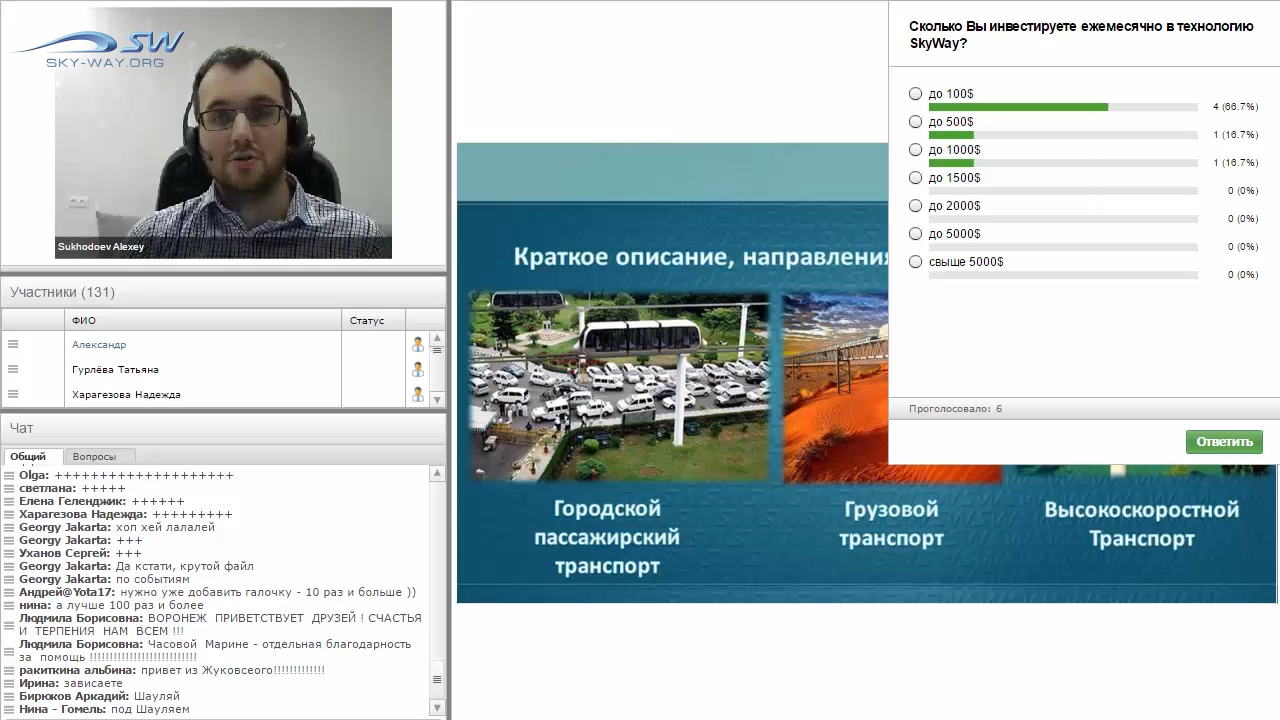 SW
SKY-WAY.ORG
Sukhodoev Alexey
Участники (131)
ФИО
Статус
Александр
Гурлёва Татьяна
Харагезова Надежда
Чат
Общий
Вопросы
Olga: ++++++++++++++++++++
светлана: +++++
Елена Геленджик: ++++++
Харагезова Надежда: +++++++++
Georgy Jakarta: хоп хей лалалей
Georgy Jakarta: +++
Уханов Сергей: +++
Georgy Jakarta: Да кстати, крутой файл
Georgy Jakarta: по событиям
Андрей@Yota17: нужно уже добавить галочку - 10 раз и больше ))
нина: а лучше 100 раз и более
Людмила Борисовна: ВОРОНЕЖ ПРИВЕТСТВУЕТ ДРУЗЕЙ ! СЧАСТЬЯ
И ТЕРПЕНИЯ НАМ ВСЕМ !!!
Людмила Борисовна: Часовой Марине - отдельная благодарность
за помощь !!!!!!!!!!!!!!!!!!!!!!!!!!!
ракиткина альбина: привет из Жуковсеого!!!!!!!!!!!!!
Ирина: зависаете
Бирюков Аркадий: Шауляй
Нина - Гомель: под Шауляем
Краткое описание, направления
Городской
пассажирский
транспорт
Грузовой
транспорт
Высокоскоростной
Транспорт
Сколько Вы инвестируете ежемесячно в технологию
SkyWay?
до 100$
4 (66.7%)
до 500$
1 (16.7%)
до 1000$
1 (16.7%)
до 1500$
0 (0%)
до 2000$
0 (0%)
до 5000$
0 (0%)
свыше 5000$
0 (0%)
Проголосовало: 6
Ответить